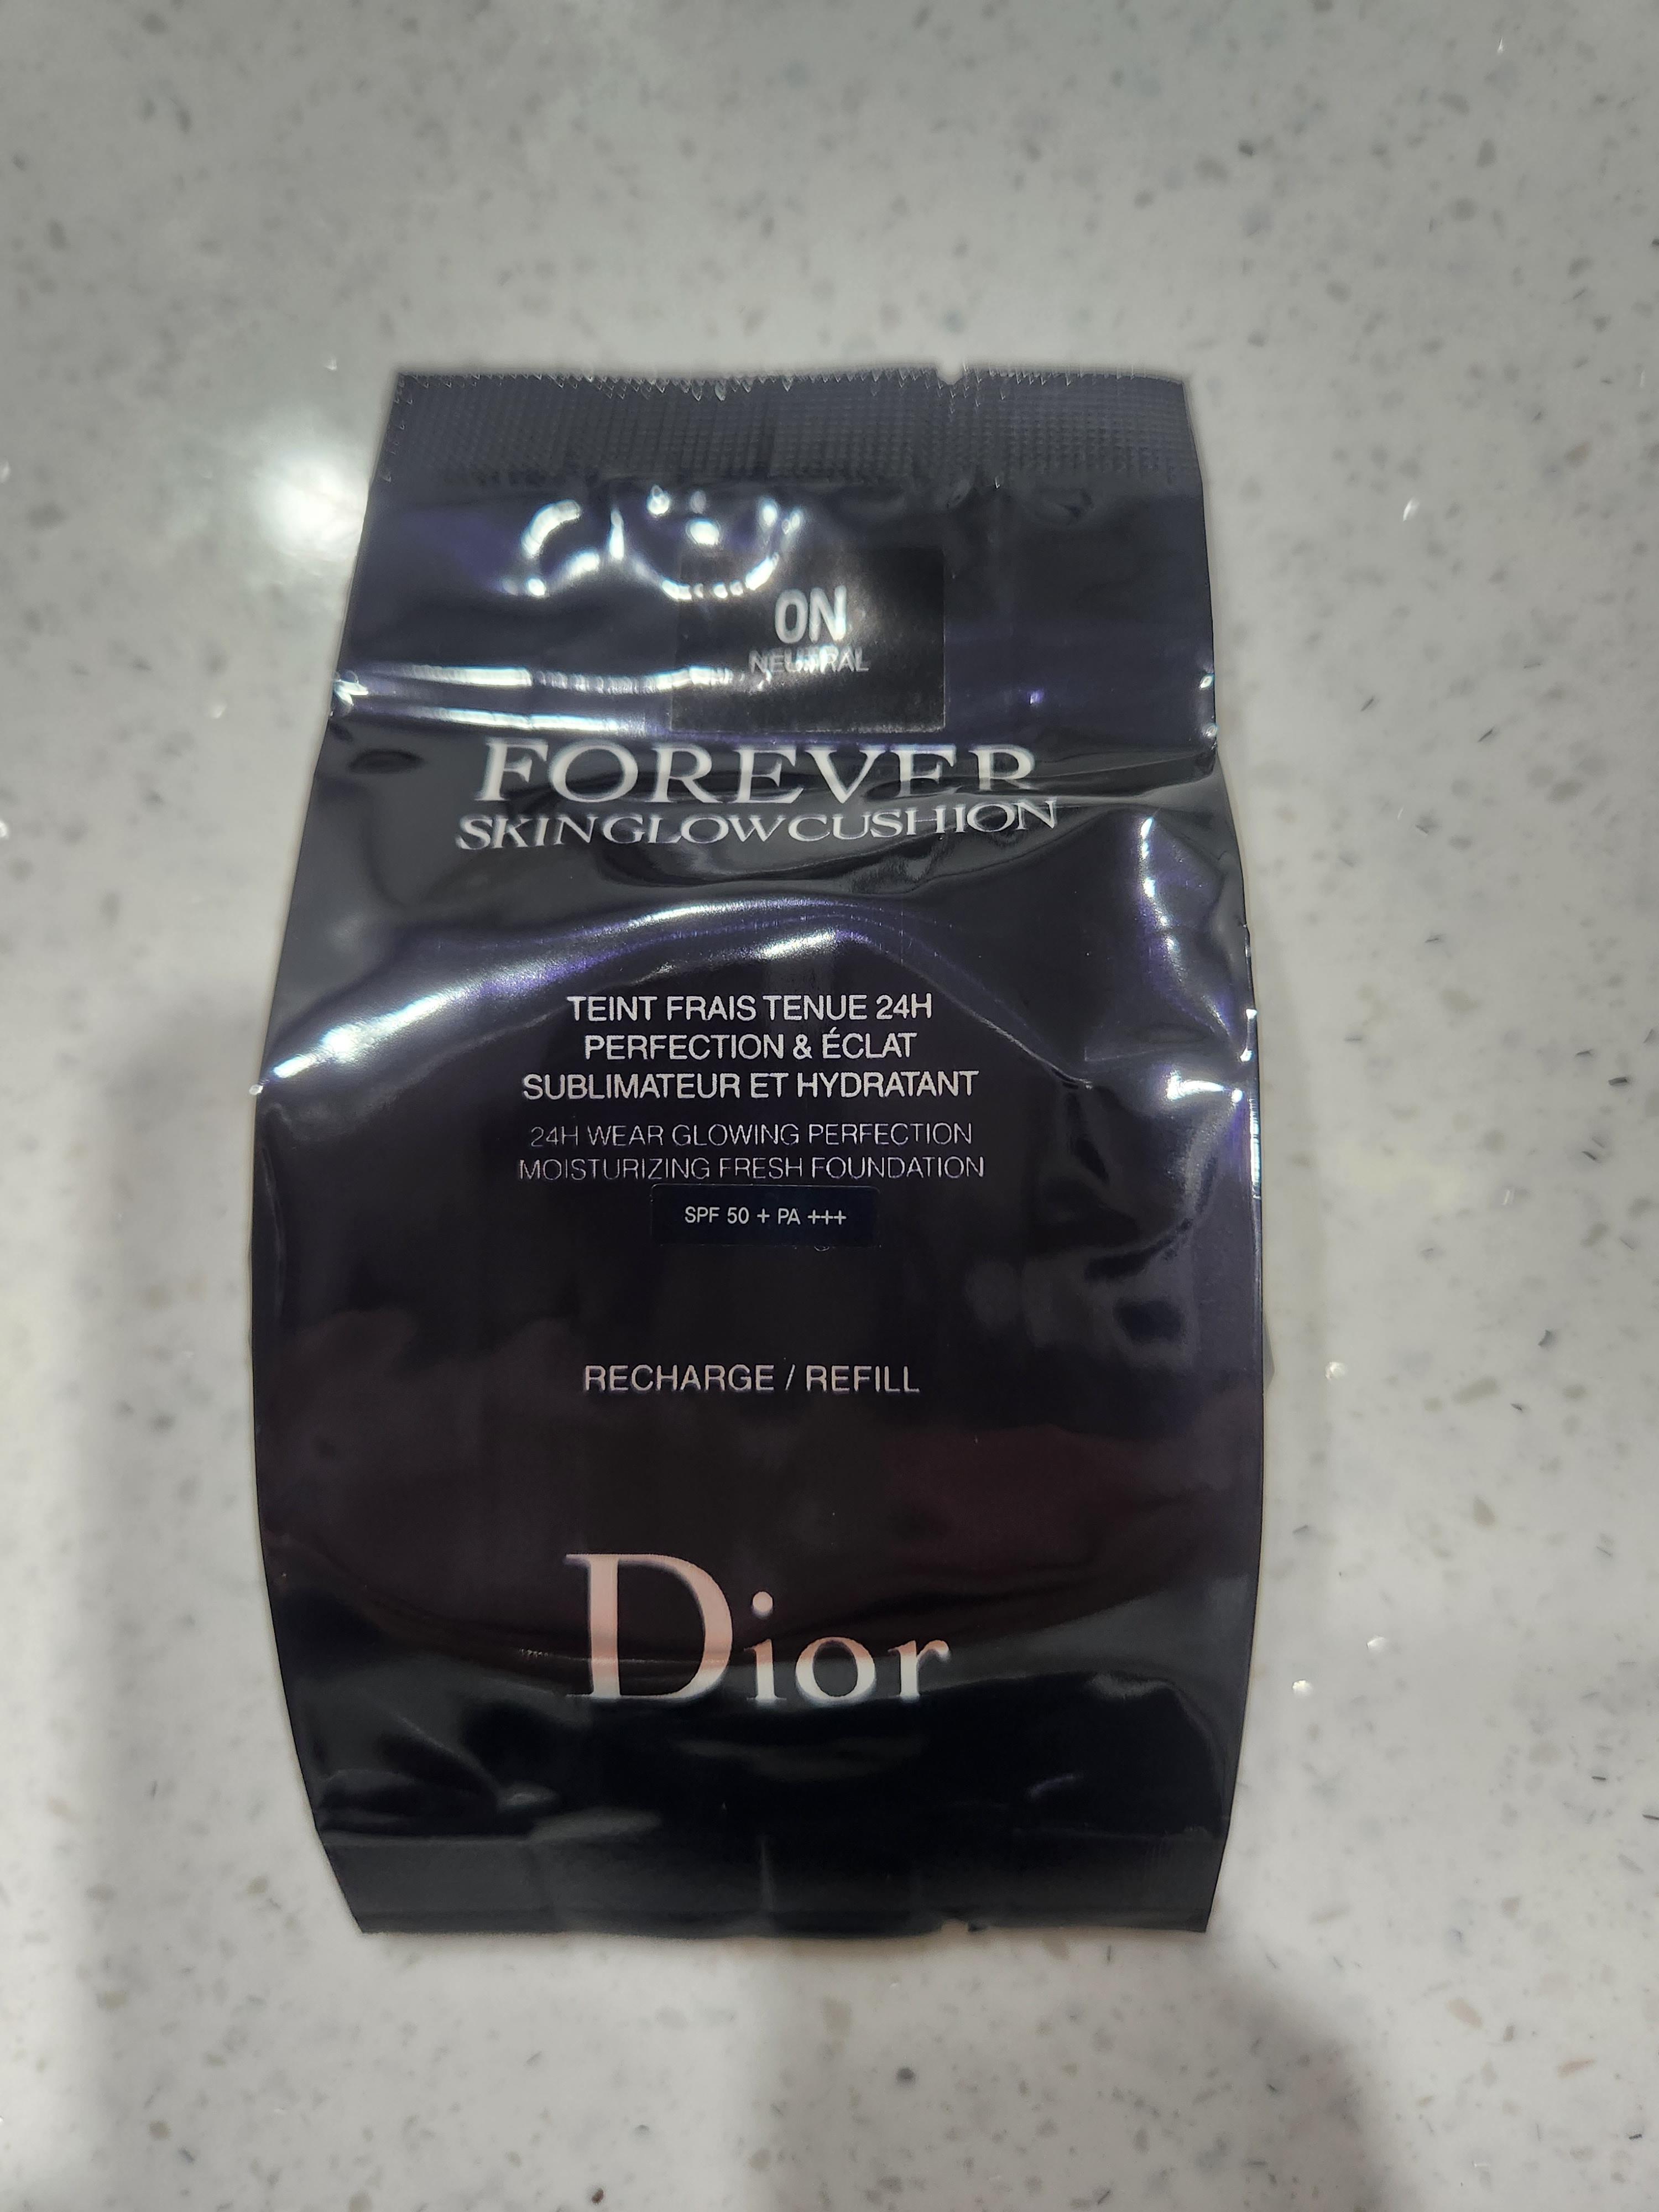 0N
NEUTRAL
FOREVER
SKIN GLOW CUSHION
TEINT FRAIS TENUE 24H
PERFECTION & ÉCLAT
SUBLIMATEUR ET HYDRATANT
24H WEAR GLOWING PERFECTION
MOISTURIZING FRESH FOUNDATION
SPF 50 + PA +++
RECHARGE / REFILL
Dior